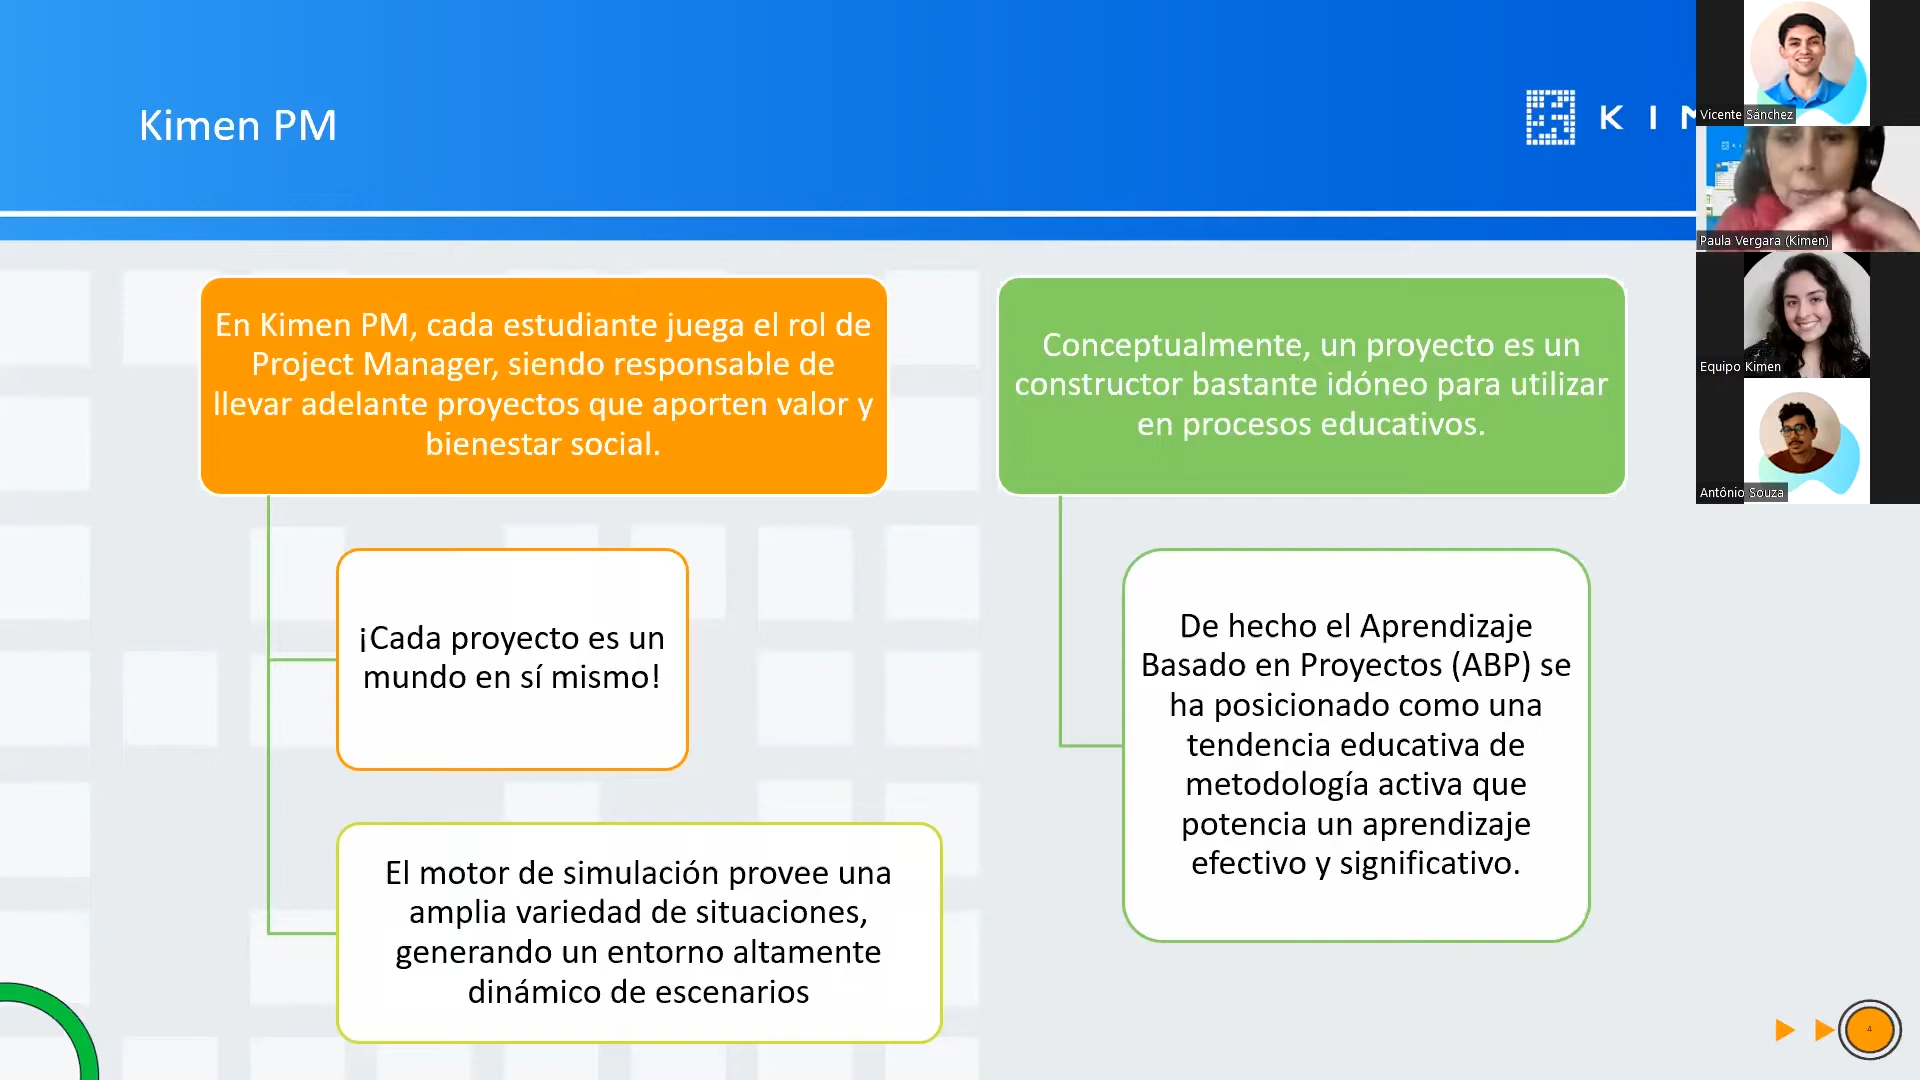 Kimen PM
K I
En Kimen PM, cada estudiante juega el rol de
Project Manager, siendo responsable de
llevar adelante proyectos que aporten valor y
bienestar social.
¡Cada proyecto es un
mundo en sí mismo!
El motor de simulación provee una
amplia variedad de situaciones,
generando un entorno altamente
dinámico de escenarios
Conceptualmente, un proyecto es un
constructor bastante idóneo para utilizar
en procesos educativos.
De hecho el Aprendizaje
Basado en Proyectos (ABP) se
ha posicionado como una
tendencia educativa de
metodología activa que
potencia un aprendizaje
efectivo y significativo.
Vicente Sánchez
Paula Vergara (Kimen)
Equipo Kimen
Antônio Souza
4